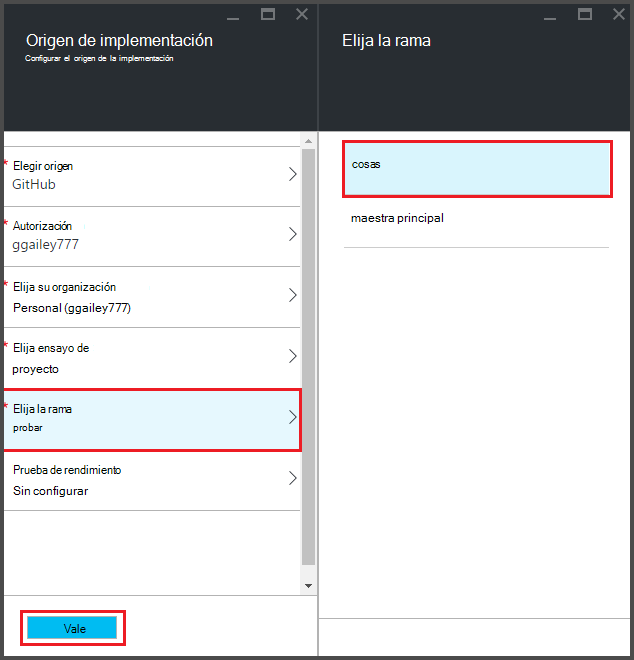 Origen de implementación
Configurar el origen de la implementación
* Elegir origen
GitHub
* Autorización
ggailey777
* Elija su organización
Personal (ggailey777)
* Elija ensayo de
proyecto
* Elija la rama
probar
Prueba de rendimiento
Sin configurar
Vale
Elija la rama
cosas
maestra principal